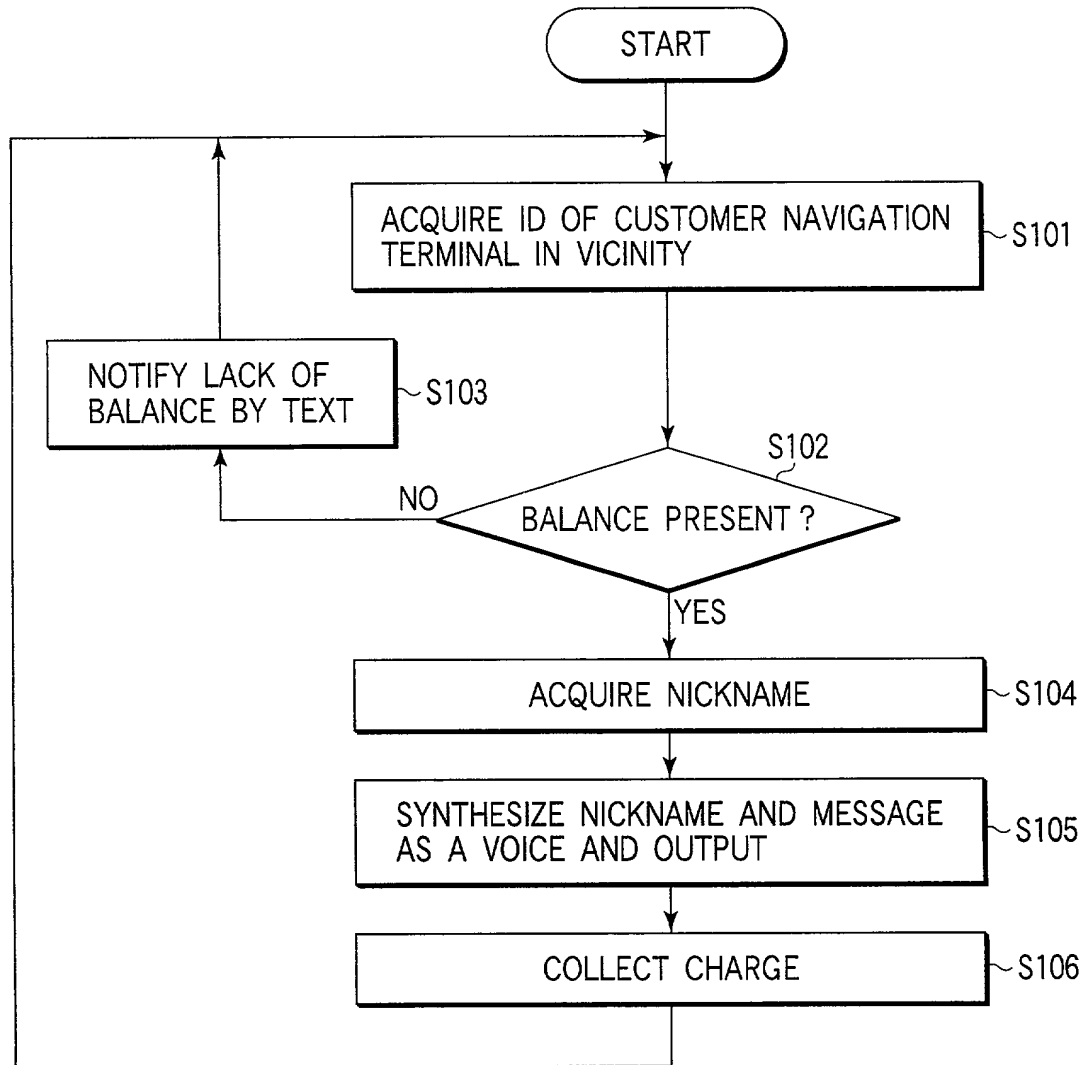 START
ACQUIRE ID OF CUSTOMER NAVIGATION
TERMINAL IN VICINITY
S101
NOTIFY LACK OF
BALANCE BY TEXT
S103
S102
NO
BALANCE PRESENT ?
YES
ACQUIRE NICKNAME
S104
SYNTHESIZE NICKNAME AND MESSAGE
AS A VOICE AND OUTPUT
S105
COLLECT CHARGE
S106